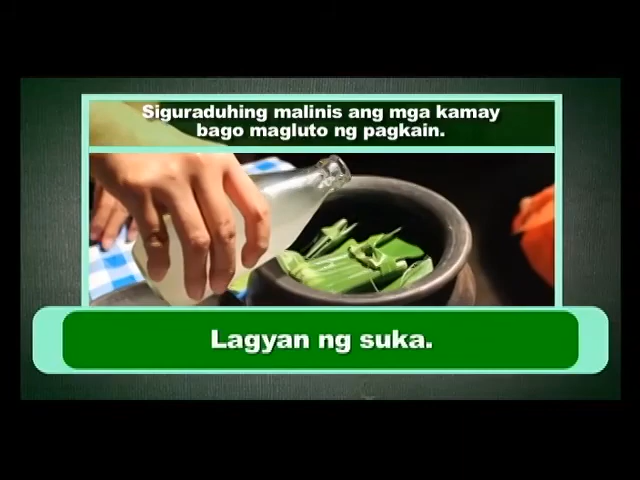 Siguraduhing malinis ang mga kamay
bago magluto ng pagkain.
Lagyan ng suka.